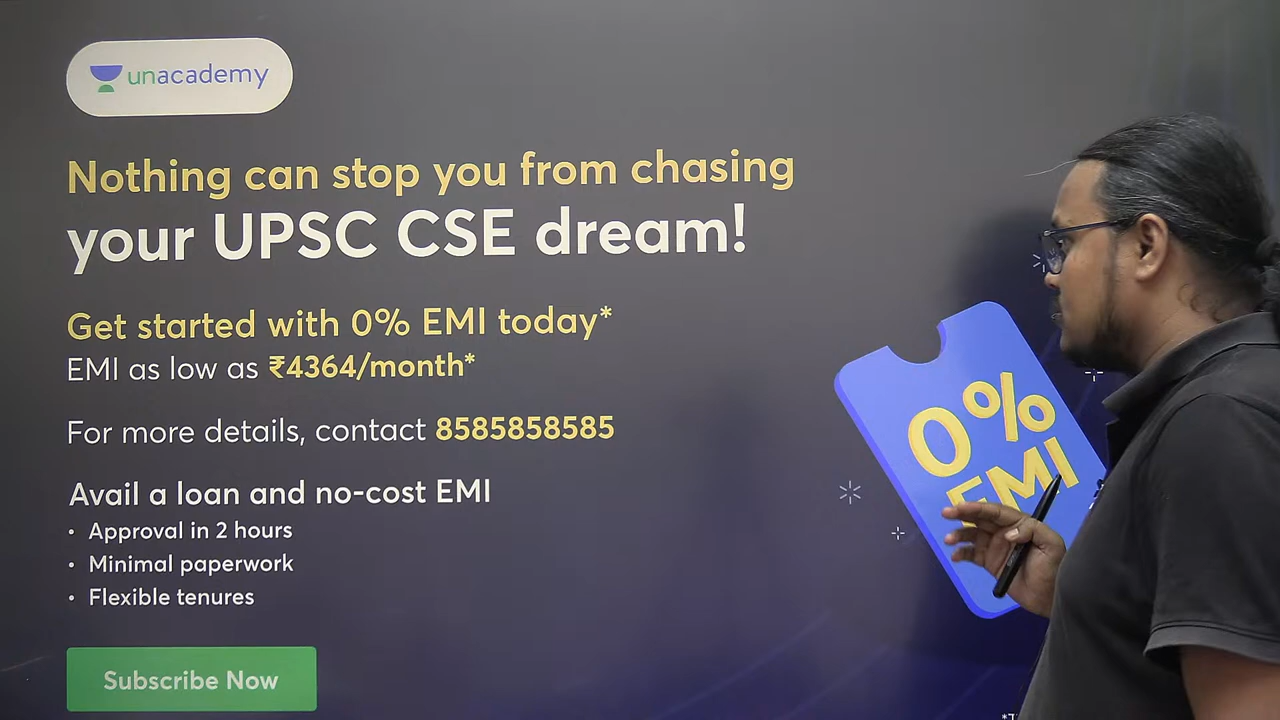 unacademy
Nothing can stop you from chasing
your UPSC CSE dream!
Get started with 0% EMI today*
EMI as low as ₹4364/month*
For more details, contact 8585858585
Avail a loan and no-cost EMI
• Approval in 2 hours
• Minimal paperwork
• Flexible tenures
Subscribe Now
0%
EMI